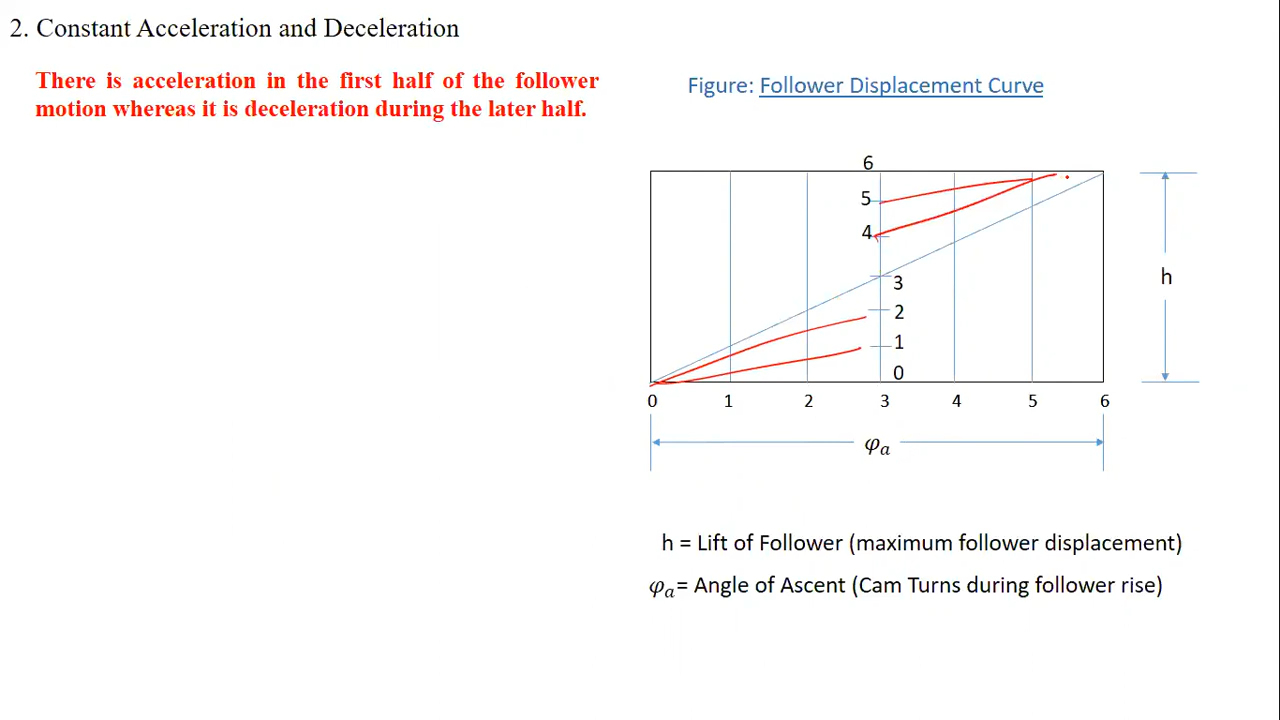 2. Constant Acceleration and Deceleration
There is acceleration in the first half of the follower
motion whereas it is deceleration during the later half.
Figure: Follower Displacement Curve
6
5
4
3
2
1
0
h
0 1 2 3 4 5 6
φₐ
h = Lift of Follower (maximum follower displacement)
φₐ= Angle of Ascent (Cam Turns during follower rise)